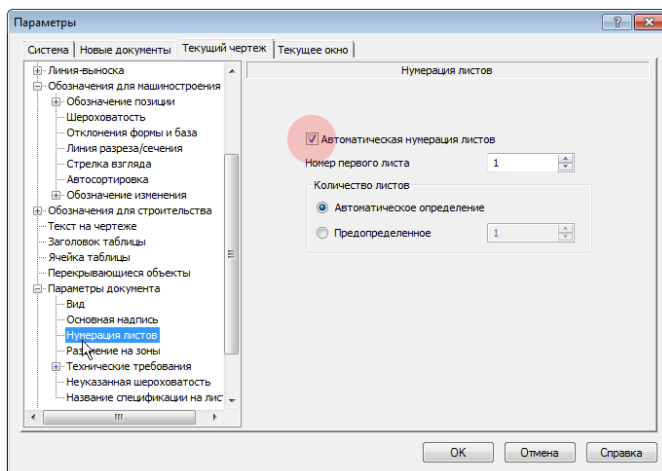 Параметры
Система
Новые документы
Текущий чертеж
Текущее окно
Линия-выноска
Обозначения для машиностроения
Обозначение позиции
Шероховатость
Отклонения формы и база
Линия разреза/сечения
Стрелка взгляда
Автосортировка
Обозначение изменения
Обозначения для строительства
Текст на чертеже
Заголовок таблицы
Ячейка таблицы
Перекрывающиеся объекты
Параметры документа
Вид
Основная надпись
Нумерация листов
на зоны
Технические требования
Неуказанная шероховатость
Название спецификации на лис
Нумерация листов
Автоматическая нумерация листов
Номер первого листа 1
Количество листов
Автоматическое определение
Предопределенное 1
OK
Отмена
Справка